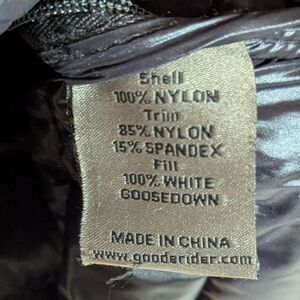 Shell
100% NYLON
Trim
85% NYLON
15% SPANDEX
Fill
100% WHITE
GOOSEDOWN
MADE IN CHINA
www.gooderider.com